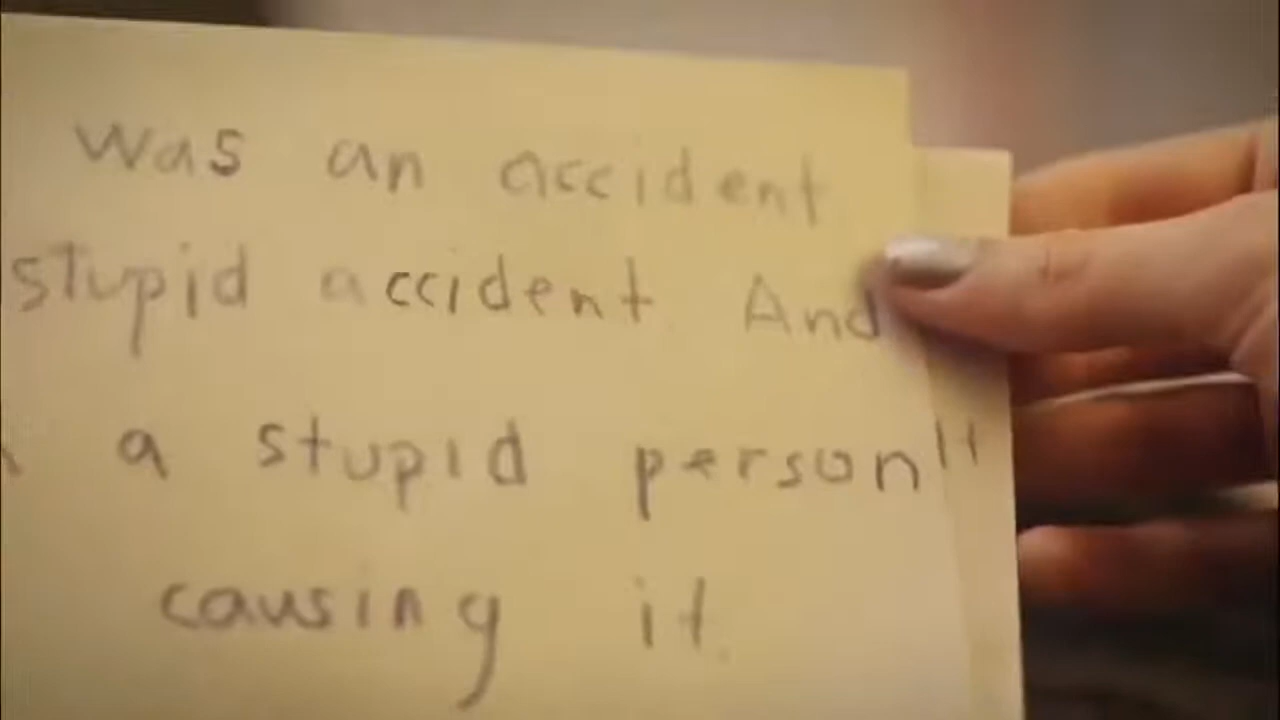 was an accident
stupid accident. And
a stupid person"
causing it.